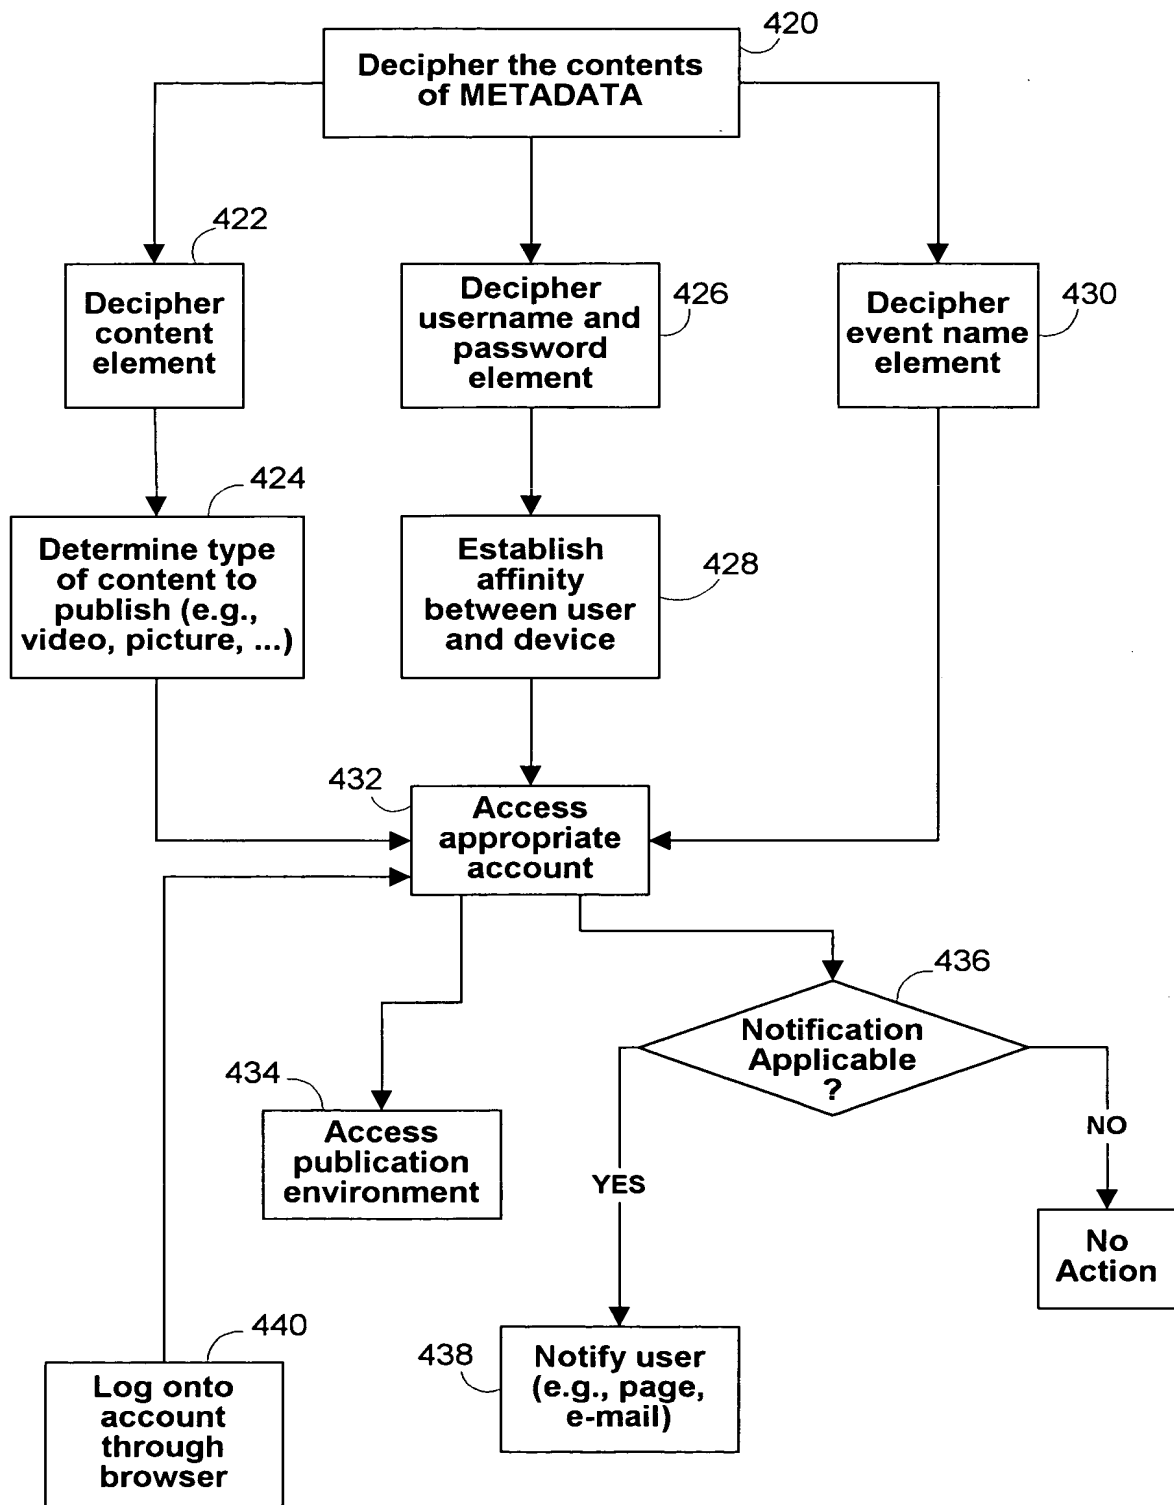 420
Decipher the contents
of METADATA
422
Decipher
content
element
Decipher
username and
password
element
426
Decipher
event name
element
430
424
Determine type
of content to
publish (e.g.,
video, picture, ...)
Establish
affinity
between user
and device
428
432
Access
appropriate
account
436
Notification
Applicable
?
434
Access
publication
environment
YES
NO
No
Action
440
Log onto
account
through
browser
438
Notify user
(e.g., page,
e-mail)